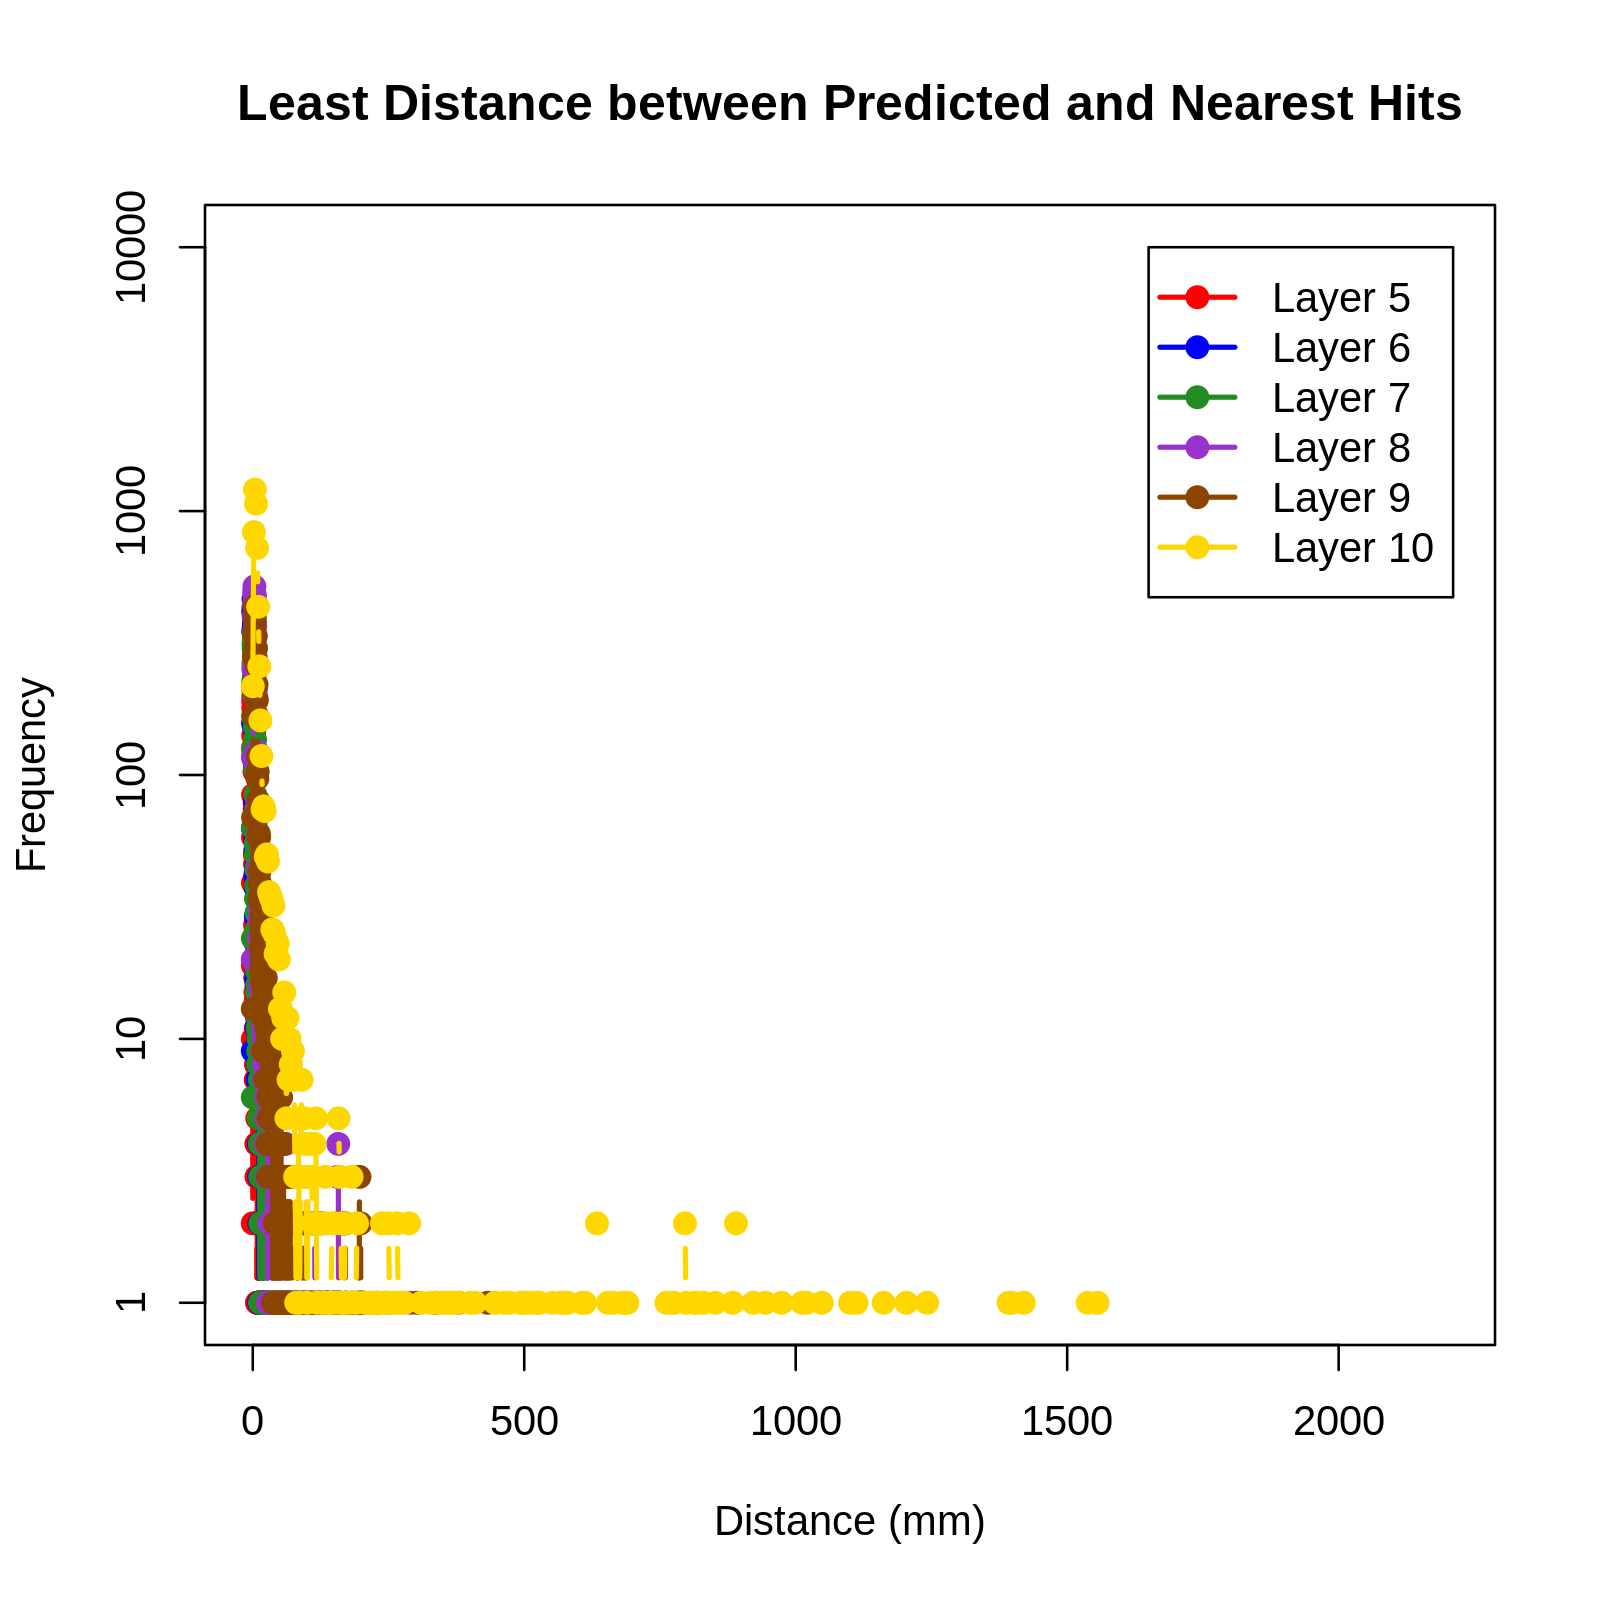 Least Distance between Predicted and Nearest Hits
Frequency
10000
1000
100
10
1
Layer 5
Layer 6
Layer 7
Layer 8
Layer 9
Layer 10
0 500 1000 1500 2000
Distance (mm)